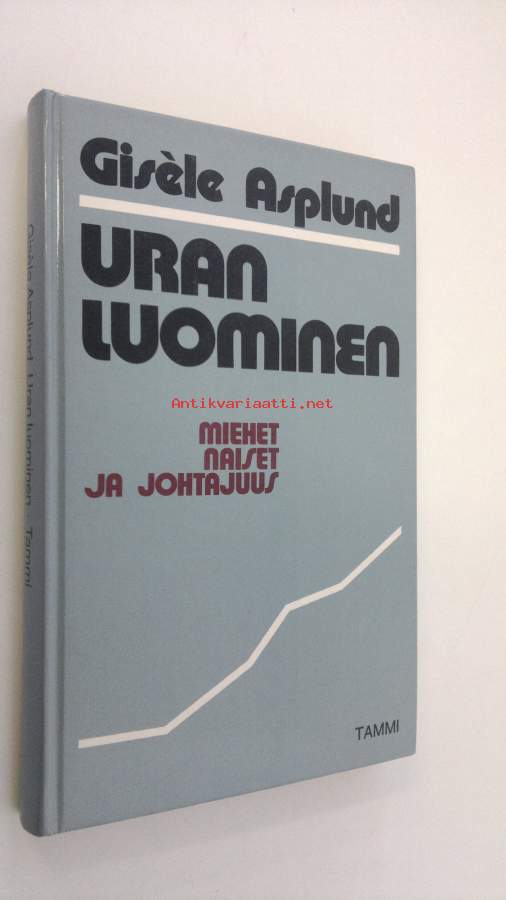 Gisèle Asplund
URAN
LUOMINEN
Antikvariaatti.net
MIEHET
NAISET
JA JOHTAJUUS
TAMMI
Gisèle Asplund Uran luominen · Tammi